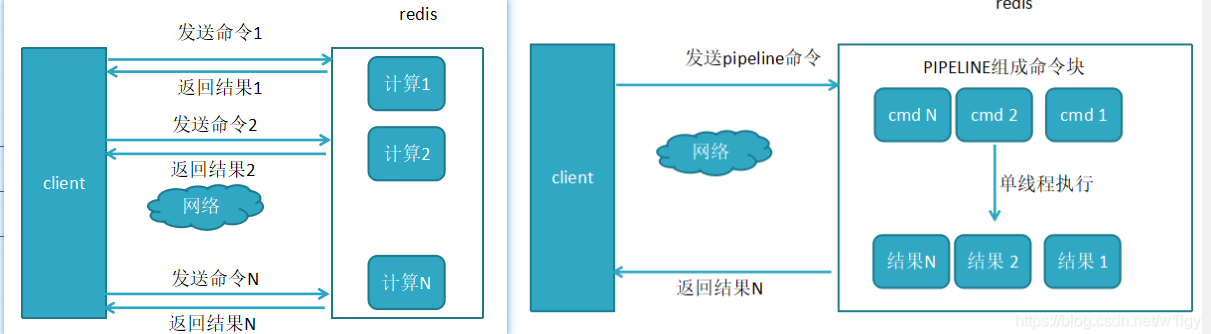 redis
发送命令1
返回结果1
计算1
发送命令2
返回结果2
计算2
client
网络
发送命令N
返回结果N
计算N
redis
发送pipeline命令
PIPELINE组成命令块
cmd N
cmd 2
cmd 1
网络
client
单线程执行
结果N
结果 2
结果 1
返回结果N
https://blog.csdn.net/w1lgy